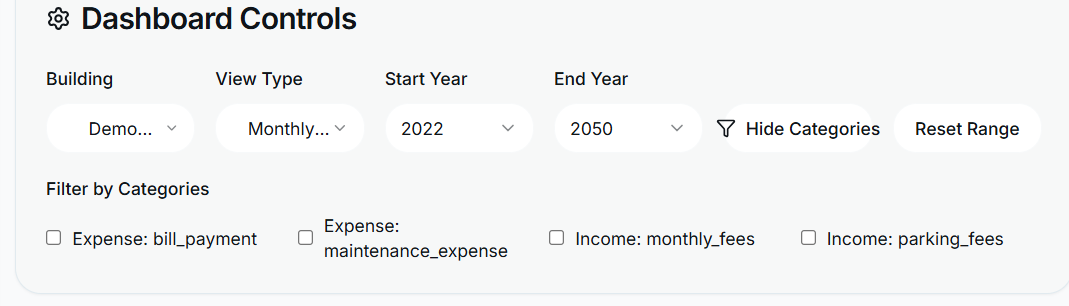 Dashboard Controls
Building View Type Start Year End Year
Demo... Monthly... 2022 2050 Hide Categories Reset Range
Filter by Categories
Expense: bill_payment
Expense:
maintenance_expense
Income: monthly_fees
Income: parking_fees